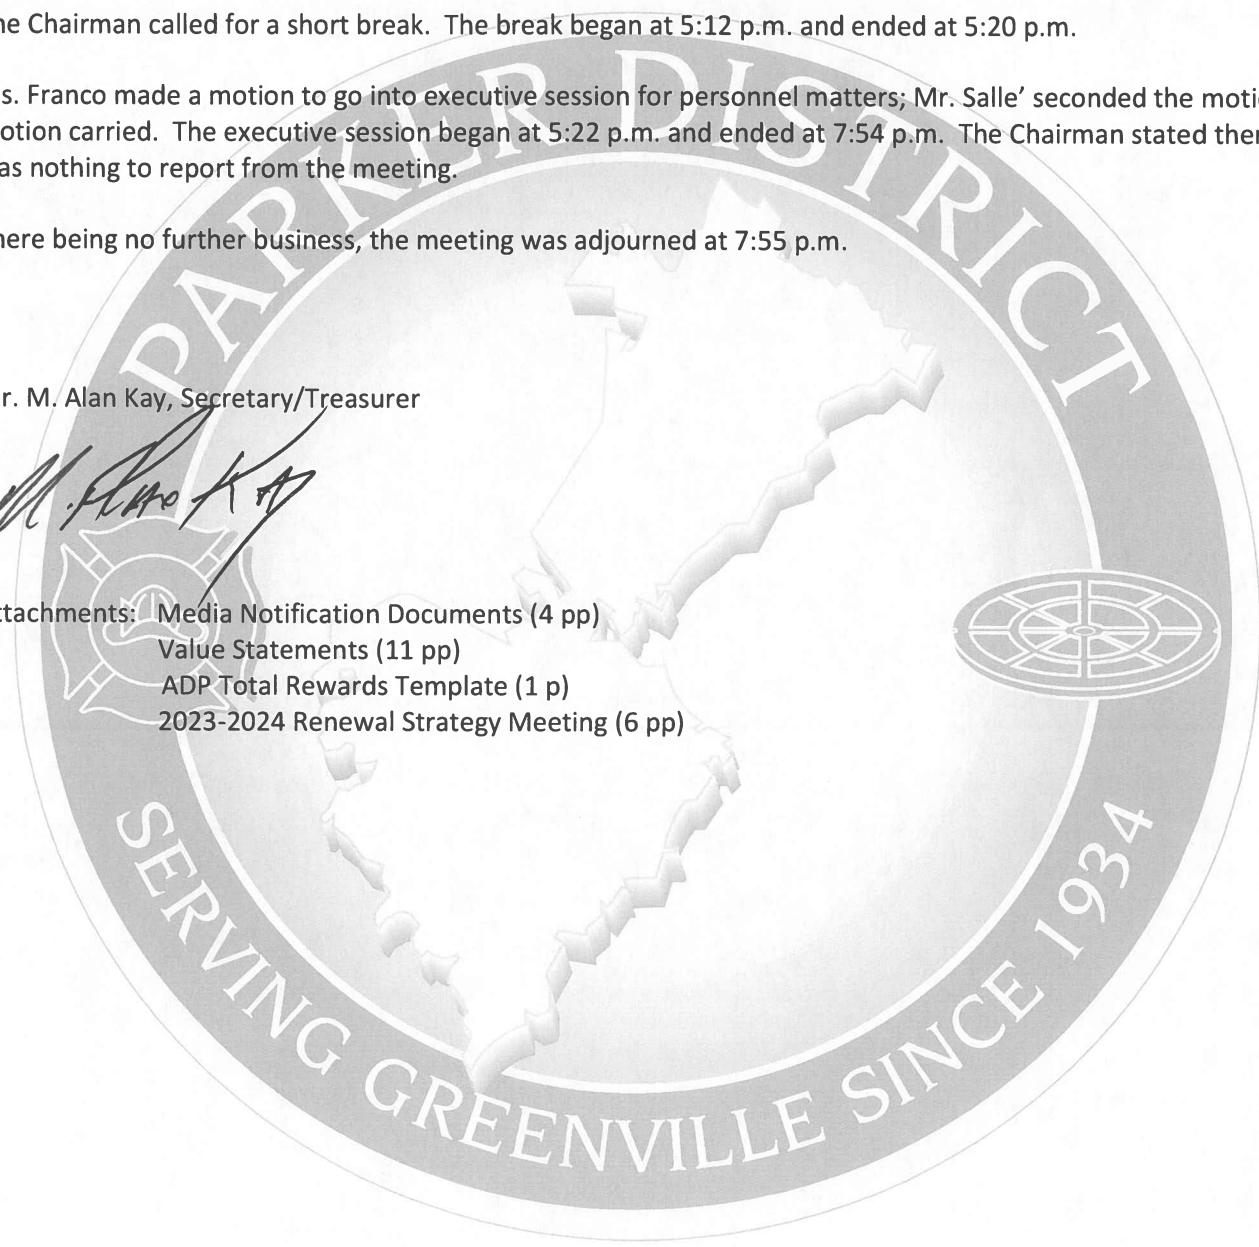 he Chairman called for a short break. The break began at 5:12 p.m. and ended at 5:20 p.m.
s. Franco made a motion to go into executive session for personnel matters; Mr. Salle' seconded the moti
otion carried. The executive session began at 5:22 p.m. and ended at 7:54 p.m. The Chairman stated ther
as nothing to report from the meeting.
here being no further business, the meeting was adjourned at 7:55 p.m.
r. M. Alan Kay, Secretary/Treasurer
M. Alan Kay
ttachments: Media Notification Documents (4 pp)
Value Statements (11 pp)
ADP Total Rewards Template (1 p)
2023-2024 Renewal Strategy Meeting (6 pp)
PARKER DISTRICT
SERVING GREENVILLE SINCE 1934